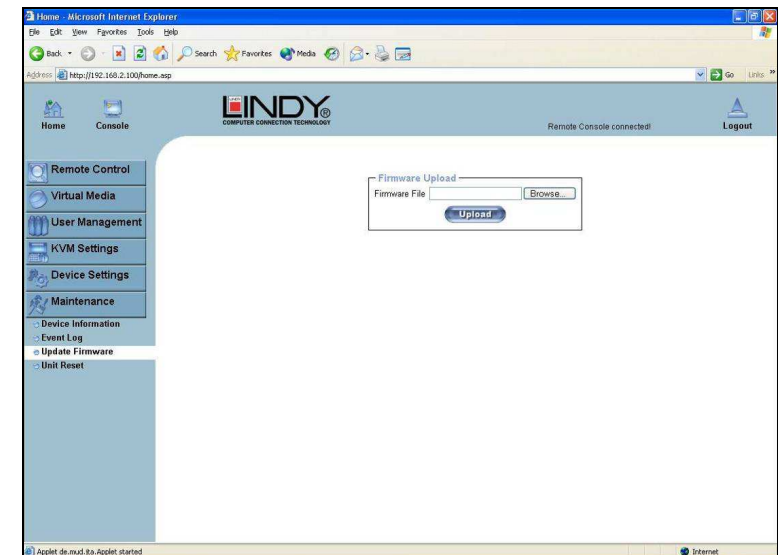 Home - Microsoft Internet Explorer
File Edit View Favorites Tools Help
Back Search Favorites Media
Address http://192.168.2.100/home.asp Go Links »
Home Console LINDY® Remote Console connected! Logout
COMPUTER CONNECTION TECHNOLOGY
Remote Control
Virtual Media
User Management
KVM Settings
Device Settings
Maintenance
Device Information
Event Log
Update Firmware
Unit Reset
Firmware Upload
Firmware File Browse...
Upload
Applet de.mud.ita.Applet started Internet